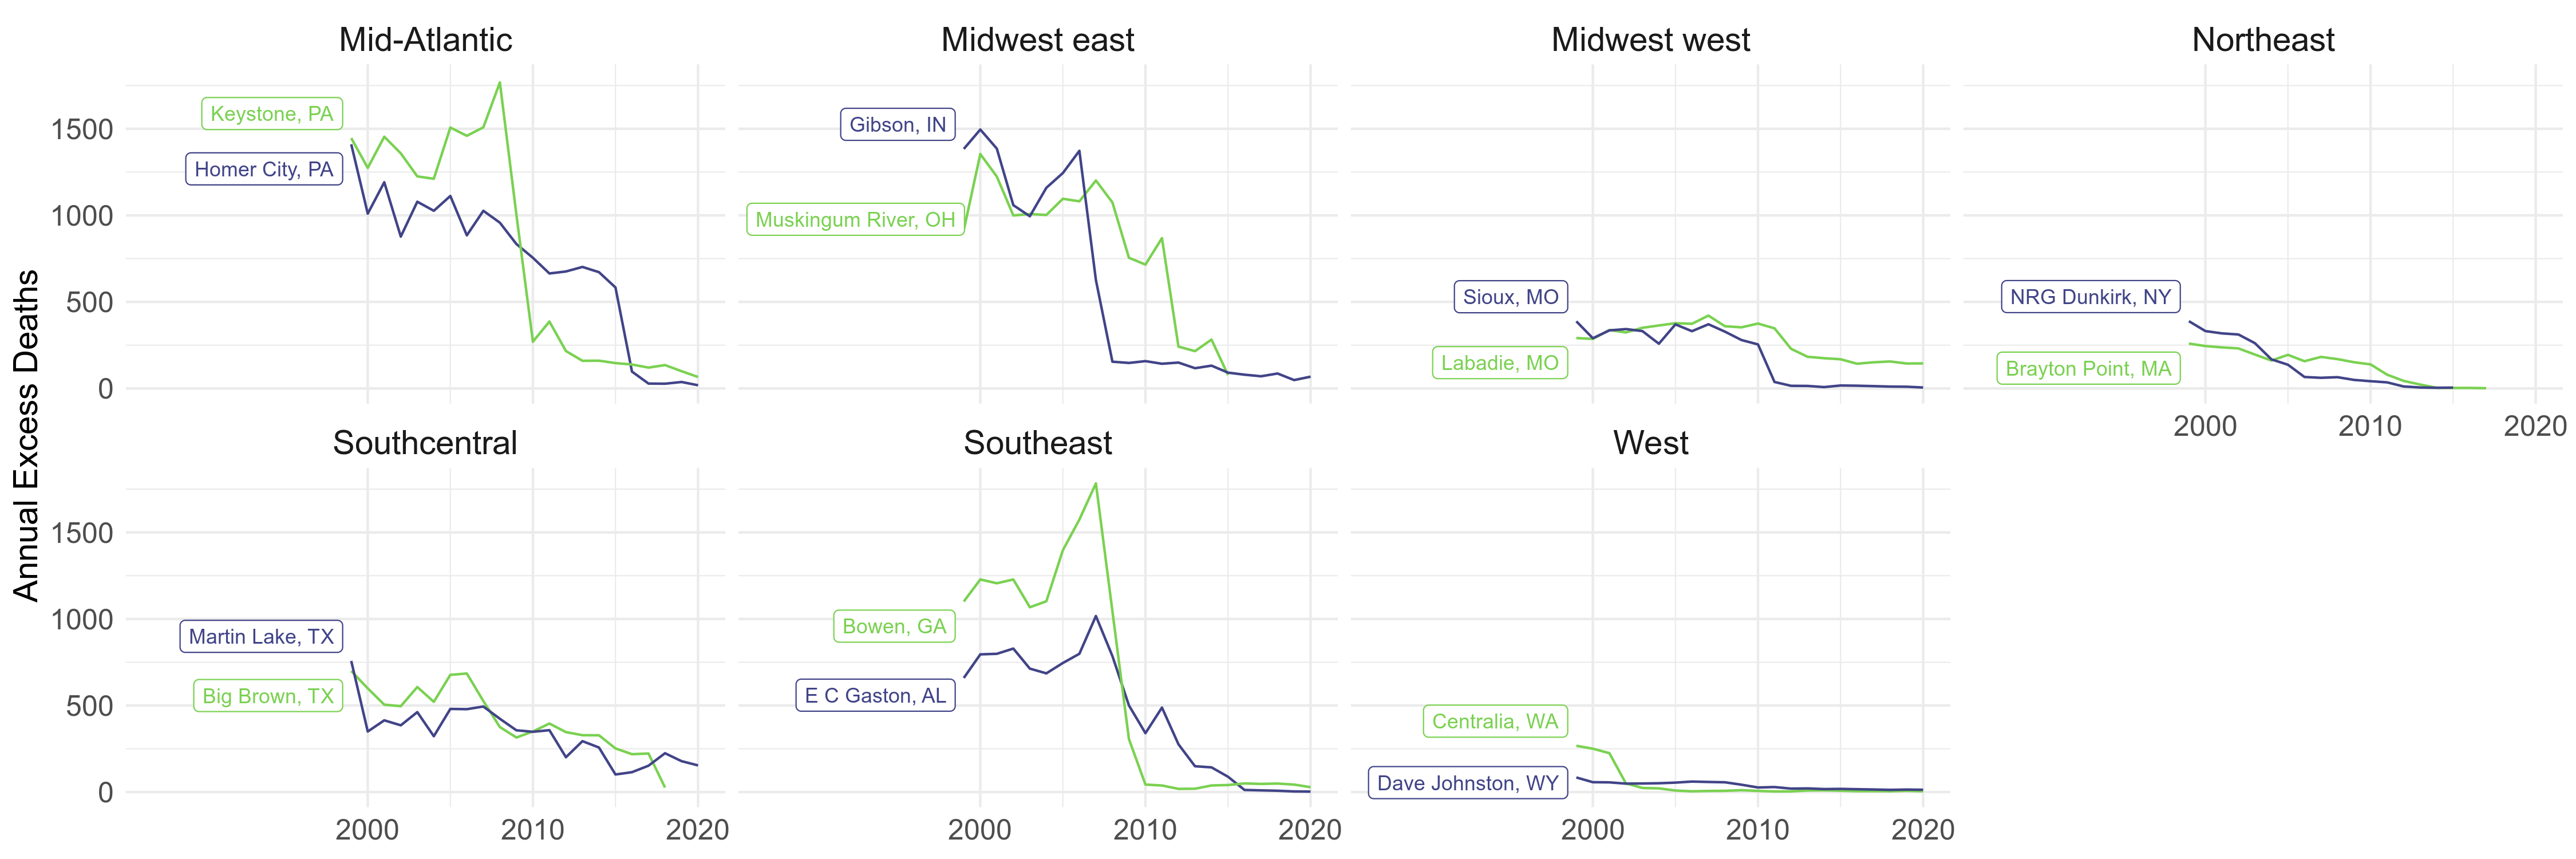 Mid-Atlantic
Midwest east
Midwest west
Northeast
Annual Excess Deaths
1500
1000
500
0
Keystone, PA
Homer City, PA
Gibson, IN
Muskingum River, OH
Sioux, MO
Labadie, MO
NRG Dunkirk, NY
Brayton Point, MA
2000 2010 2020
Southcentral
Southeast
West
1500
1000
500
0
Martin Lake, TX
Big Brown, TX
Bowen, GA
E C Gaston, AL
Centralia, WA
Dave Johnston, WY
2000 2010 2020
2000 2010 2020
2000 2010 2020